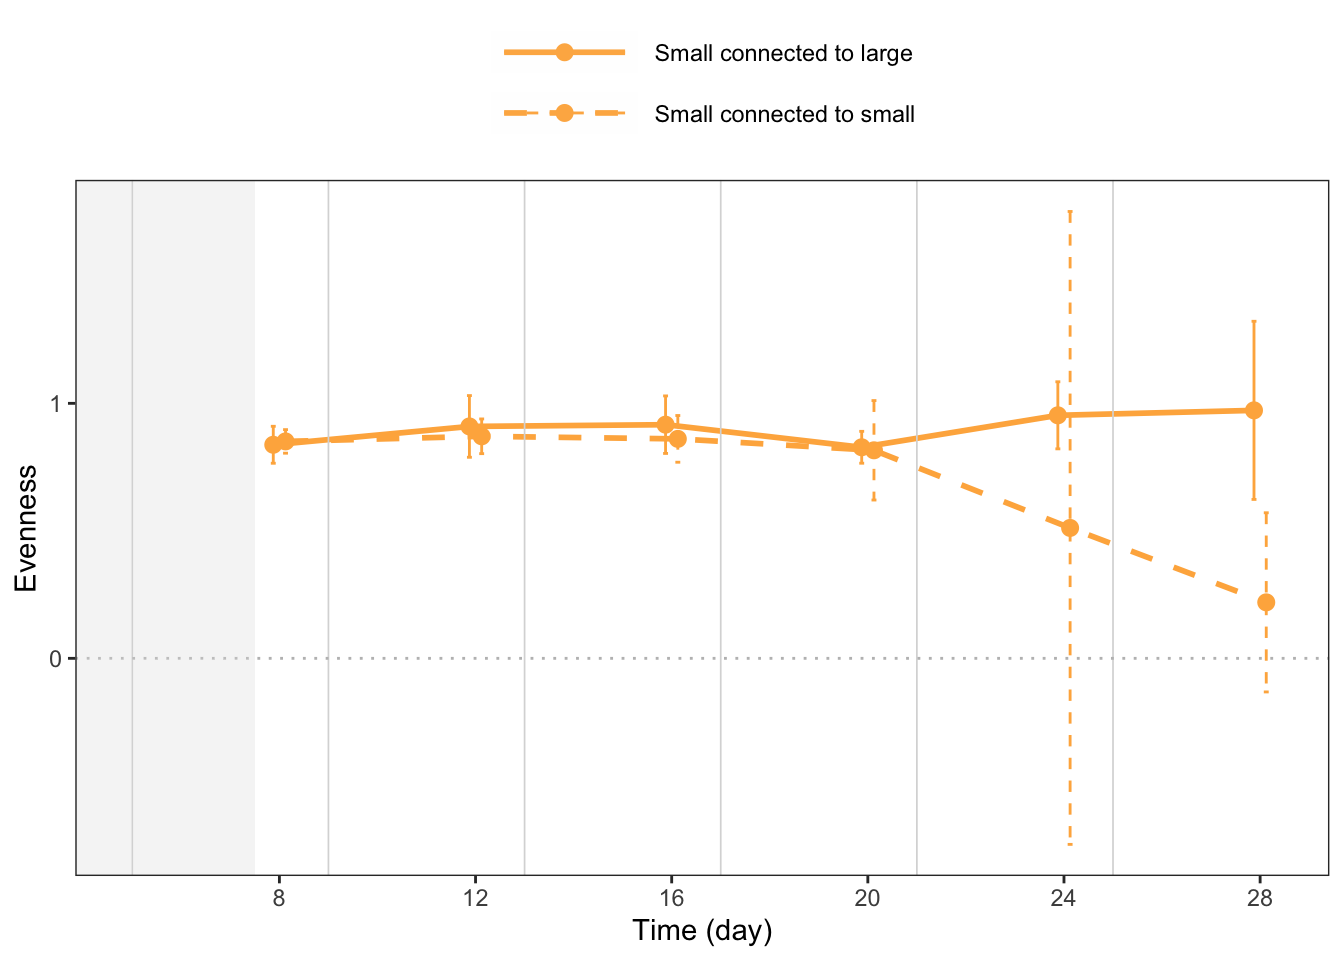 Small connected to large
Small connected to small
Evenness
1
0
8 12 16 20 24 28
Time (day)